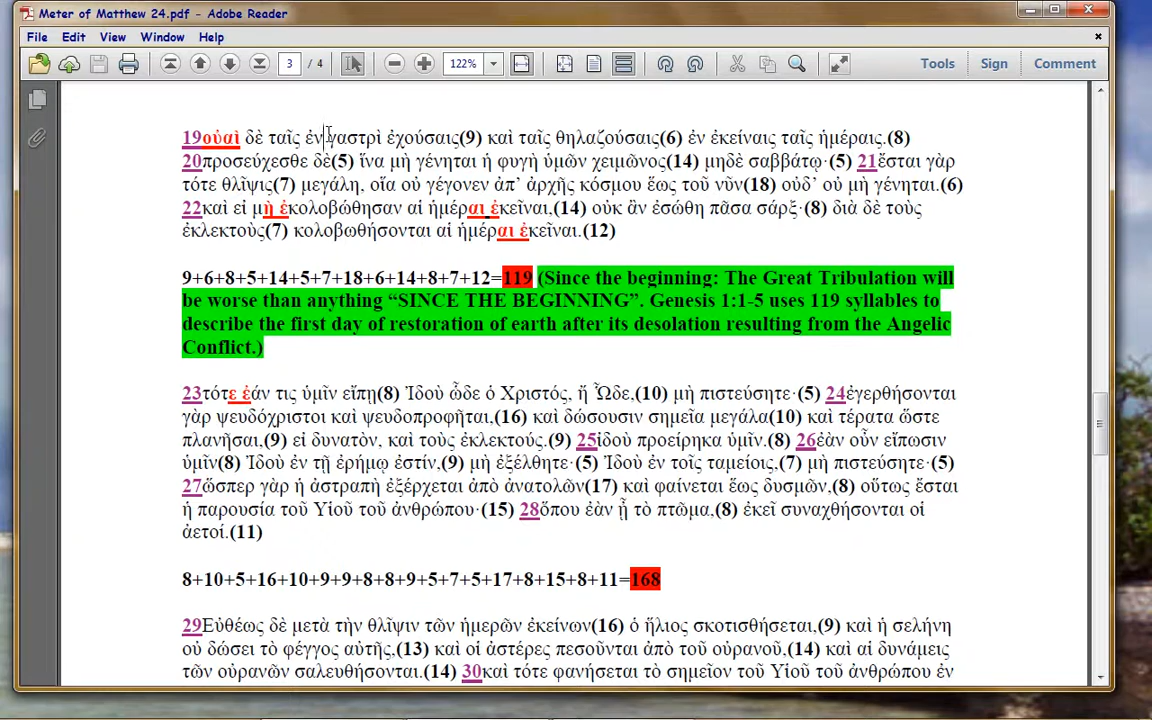 Meter of Matthew 24.pdf - Adobe Reader
File Edit View Window Help
3 / 4 122% Tools Sign Comment
19οὐαὶ δὲ ταῖς ἐν γαστρὶ ἐχούσαις(9) καὶ ταῖς θηλαζούσαις(6) ἐν ἐκείναις ταῖς ἡμέραις.(8)
20προσεύχεσθε δὲ(5) ἵνα μὴ γένηται ἡ φυγὴ ὑμῶν χειμῶνος(14) μηδὲ σαββάτῳ·(5) 21ἔσται γὰρ
τότε θλῖψις(7) μεγάλη, οἵα οὐ γέγονεν ἀπ’ ἀρχῆς κόσμου ἕως τοῦ νῦν(18) οὐδ’ οὐ μὴ γένηται.(6)
22καὶ εἰ μὴ ἐκολοβώθησαν αἱ ἡμέραι ἐκεῖναι,(14) οὐκ ἂν ἐσώθη πᾶσα σάρξ·(8) διὰ δὲ τοὺς
ἐκλεκτοὺς(7) κολοβωθήσονται αἱ ἡμέραι ἐκεῖναι.(12)
9+6+8+5+14+5+7+18+6+14+8+7+12=119 (Since the beginning: The Great Tribulation will
be worse than anything “SINCE THE BEGINNING”. Genesis 1:1-5 uses 119 syllables to
describe the first day of restoration of earth after its desolation resulting from the Angelic
Conflict.)
23τότε ἐάν τις ὑμῖν εἴπῃ(8) Ἰδοὺ ὧδε ὁ Χριστός, ἤ Ὧδε,(10) μὴ πιστεύσητε·(5) 24ἐγερθήσονται
γὰρ ψευδόχριστοι καὶ ψευδοπροφῆται,(16) καὶ δώσουσιν σημεῖα μεγάλα(10) καὶ τέρατα ὥστε
πλανῆσαι,(9) εἰ δυνατὸν, καὶ τοὺς ἐκλεκτούς.(9) 25ἰδοὺ προείρηκα ὑμῖν.(8) 26ἐὰν οὖν εἴπωσιν
ὑμῖν(8) Ἰδοὺ ἐν τῇ ἐρήμῳ ἐστίν,(9) μὴ ἐξέλθητε·(5) Ἰδοὺ ἐν τοῖς ταμείοις,(7) μὴ πιστεύσητε·(5)
27ὥσπερ γὰρ ἡ ἀστραπὴ ἐξέρχεται ἀπὸ ἀνατολῶν(17) καὶ φαίνεται ἕως δυσμῶν,(8) οὕτως ἔσται
ἡ παρουσία τοῦ Υἱοῦ τοῦ ἀνθρώπου·(15) 28ὅπου ἐὰν ᾖ τὸ πτῶμα,(8) ἐκεῖ συναχθήσονται οἱ
ἀετοί.(11)
8+10+5+16+10+9+9+8+8+9+5+7+5+17+8+15+8+11=168
29Εὐθέως δὲ μετὰ τὴν θλῖψιν τῶν ἡμερῶν ἐκείνων(16) ὁ ἥλιος σκοτισθήσεται,(9) καὶ ἡ σελήνη
οὐ δώσει τὸ φέγγος αὐτῆς,(13) καὶ οἱ ἀστέρες πεσοῦνται ἀπὸ τοῦ οὐρανοῦ,(14) καὶ αἱ δυνάμεις
τῶν οὐρανῶν σαλευθήσονται.(14) 30καὶ τότε φανήσεται τὸ σημεῖον τοῦ Υἱοῦ τοῦ ἀνθρώπου ἐν